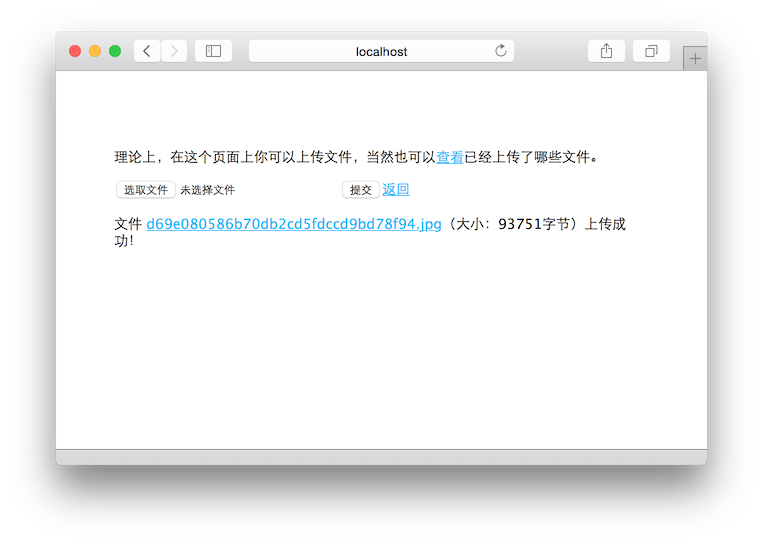 localhost
理论上，在这个页面上你可以上传文件，当然也可以查看已经上传了哪些文件。
选取文件 未选择文件 提交 返回
文件 d69e080586b70db2cd5fdccd9bd78f94.jpg（大小：93751字节）上传成
功！